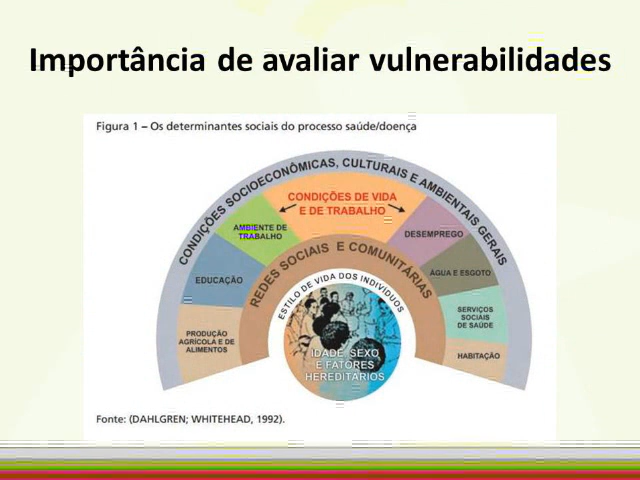 Importância de avaliar vulnerabilidades
Figura 1 – Os determinantes sociais do processo saúde/doença
CONDIÇÕES SOCIOECONÔMICAS, CULTURAIS E AMBIENTAIS GERAIS
CONDIÇÕES DE VIDA
E DE TRABALHO
AMBIENTE DE
TRABALHO
DESEMPREGO
REDES SOCIAIS E COMUNITÁRIAS
EDUCAÇÃO
ÁGUA E ESGOTO
ESTILO DE VIDA DOS INDIVÍDUOS
SERVIÇOS
SOCIAIS
DE SAÚDE
PRODUÇÃO
AGRÍCOLA E DE
ALIMENTOS
HABITAÇÃO
IDADE, SEXO
E FATORES
HEREDITÁRIOS
Fonte: (DAHLGREN; WHITEHEAD, 1992).